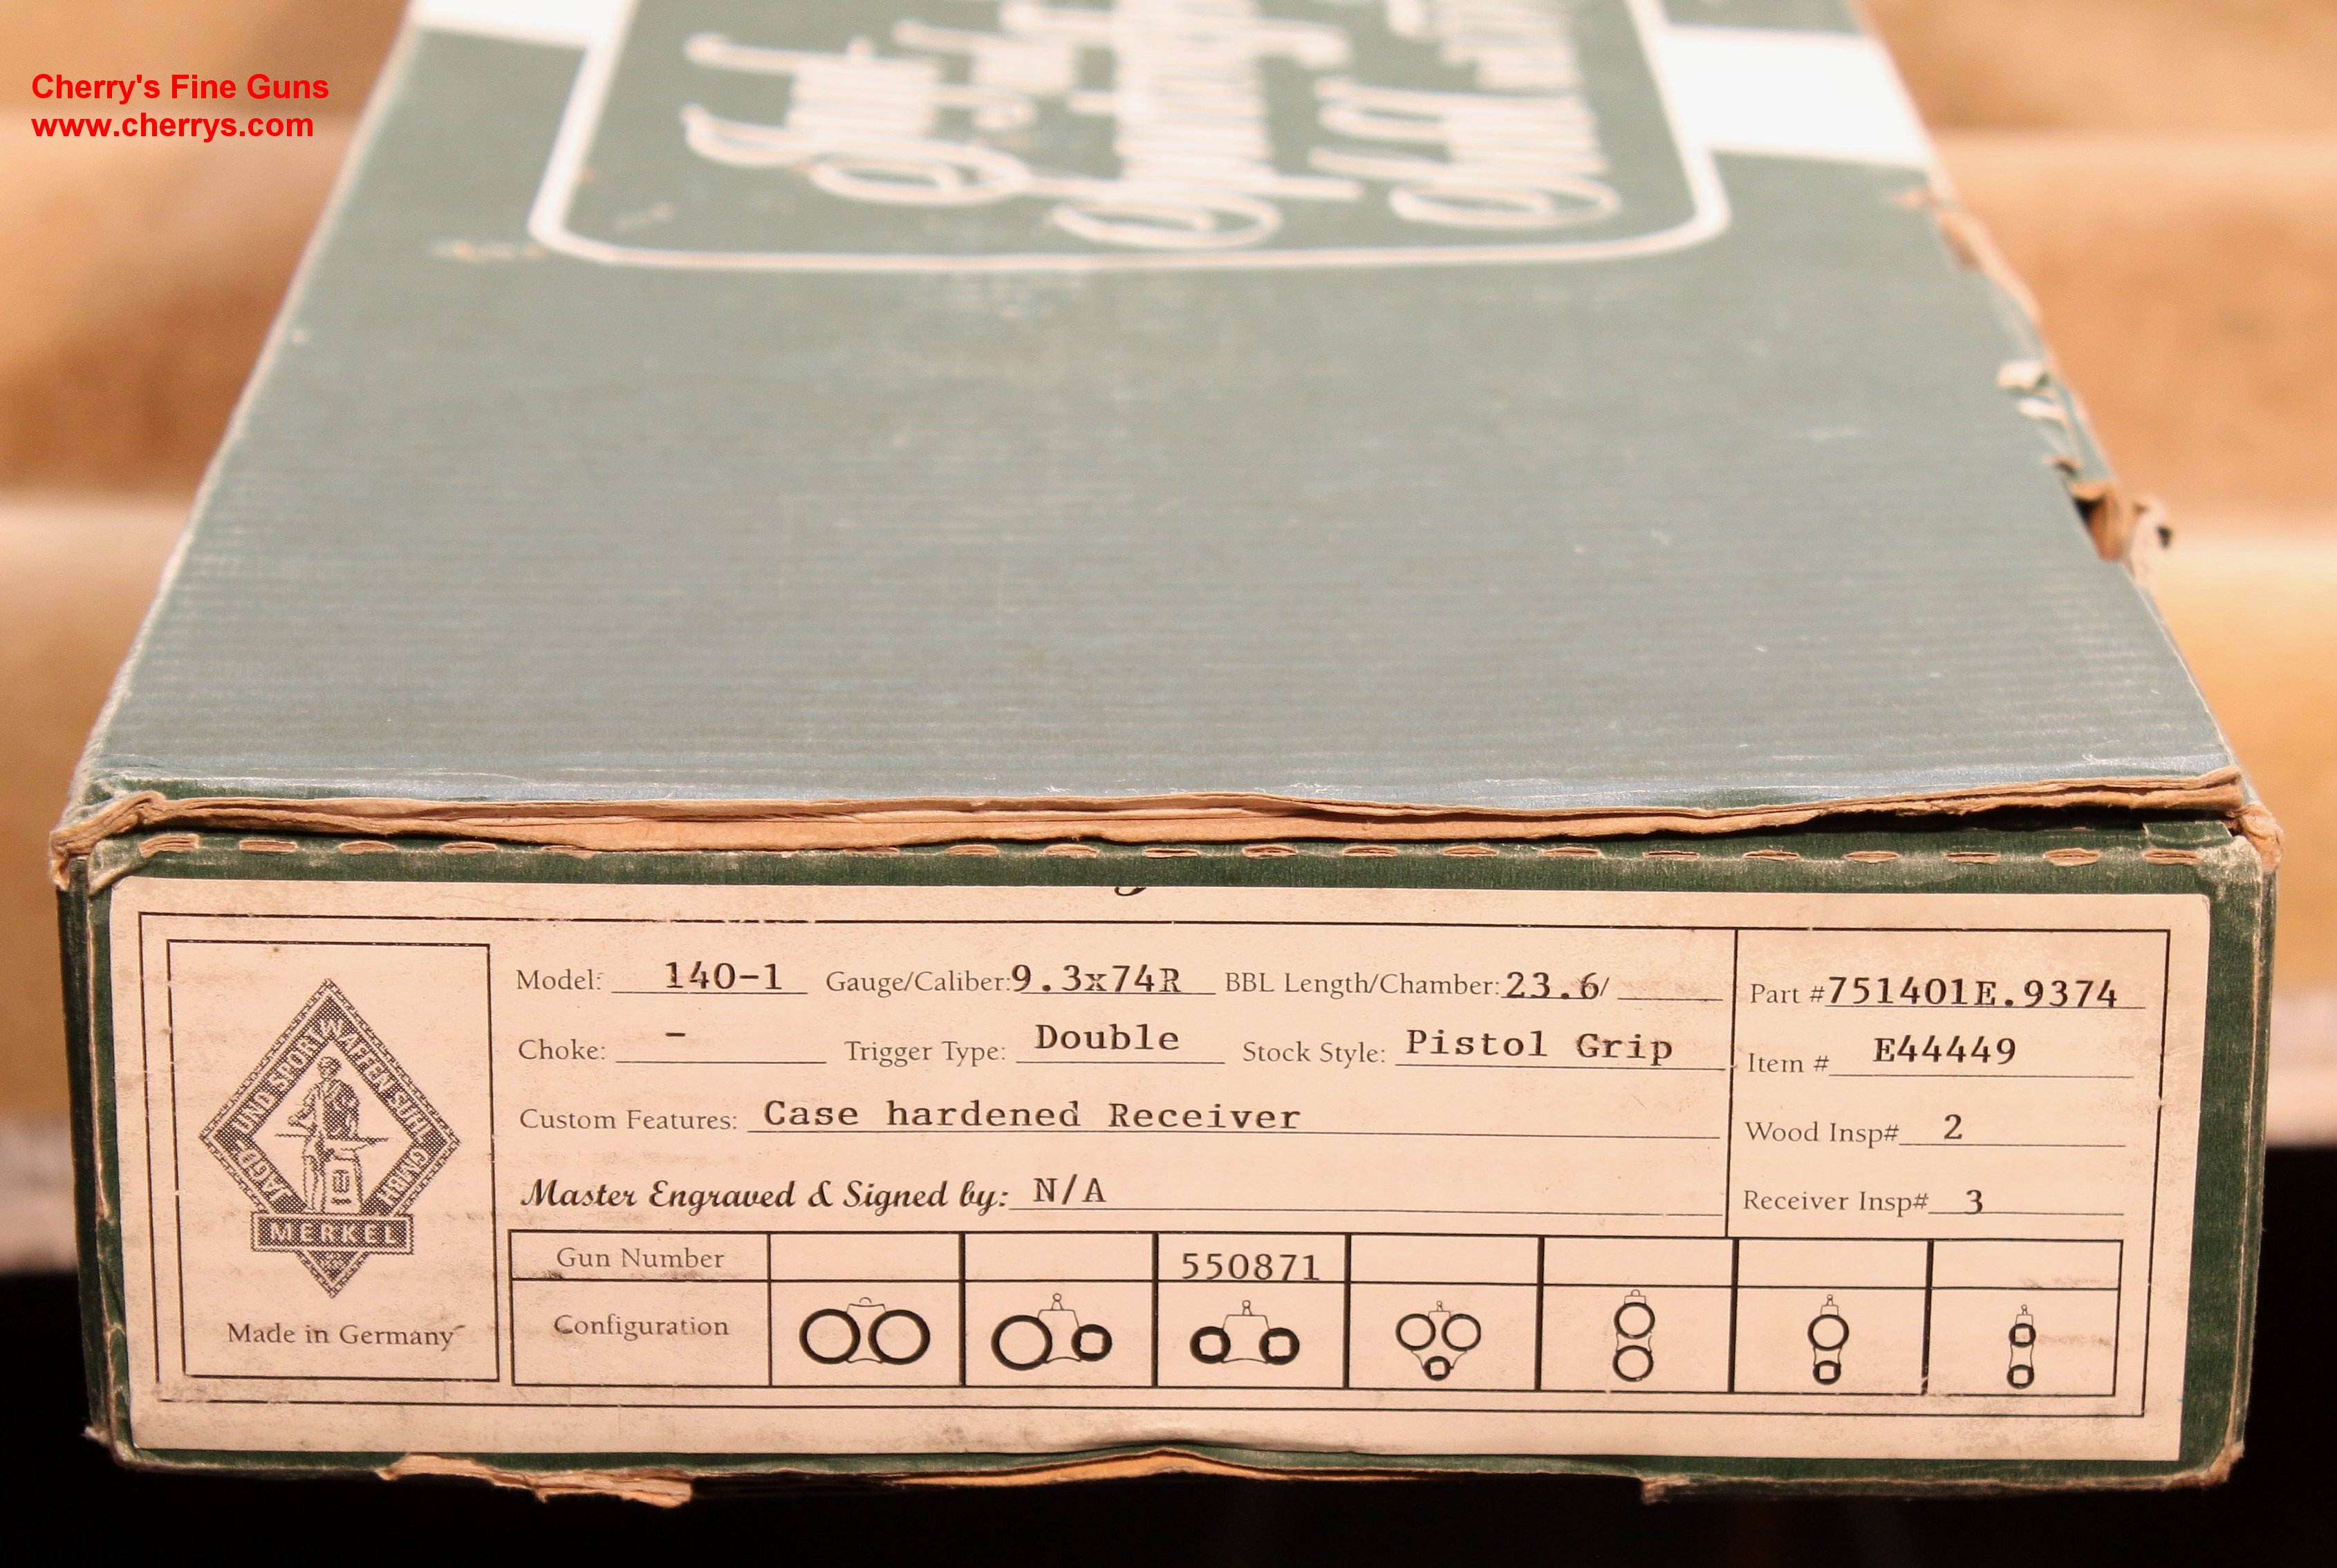 Cherry's Fine Guns
www.cherrys.com
Model: 140-1 Gauge/Caliber: 9.3x74R BBL Length/Chamber: 23.6/
Choke: - Trigger Type: Double Stock Style: Pistol Grip
Custom Features: Case hardened Receiver
Master Engraved & Signed by: N/A
Part # 751401E.9374
Item # E44449
Wood Insp# 2
Receiver Insp# 3
JAGD- UND SPORTWAFFEN SUHL GMBH
MERKEL
Made in Germany
Gun Number 550871
Configuration